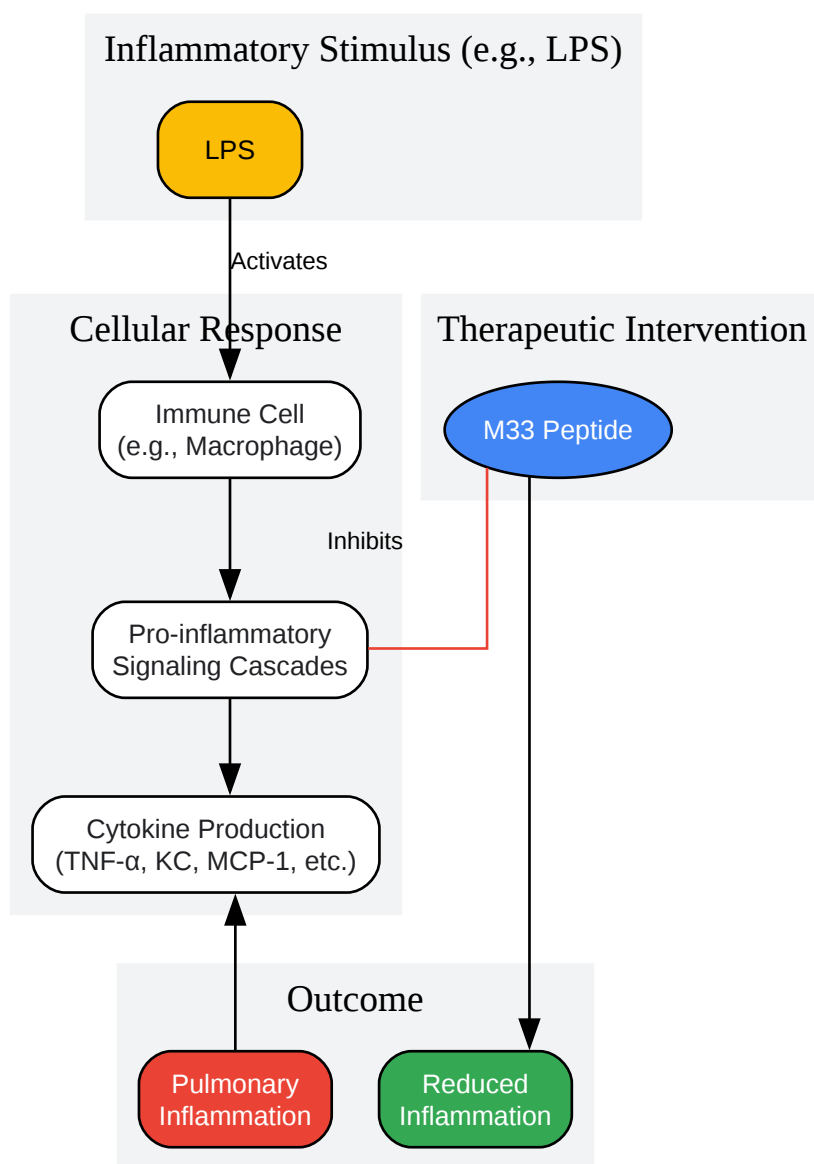 Inflammatory Stimulus (e.g., LPS)
LPS
Activates
Cellular Response
Therapeutic Intervention
Immune Cell
(e.g., Macrophage)
M33 Peptide
Inhibits
Pro-inflammatory
Signaling Cascades
Cytokine Production
(TNF-α, KC, MCP-1, etc.)
Outcome
Pulmonary
Inflammation
Reduced
Inflammation